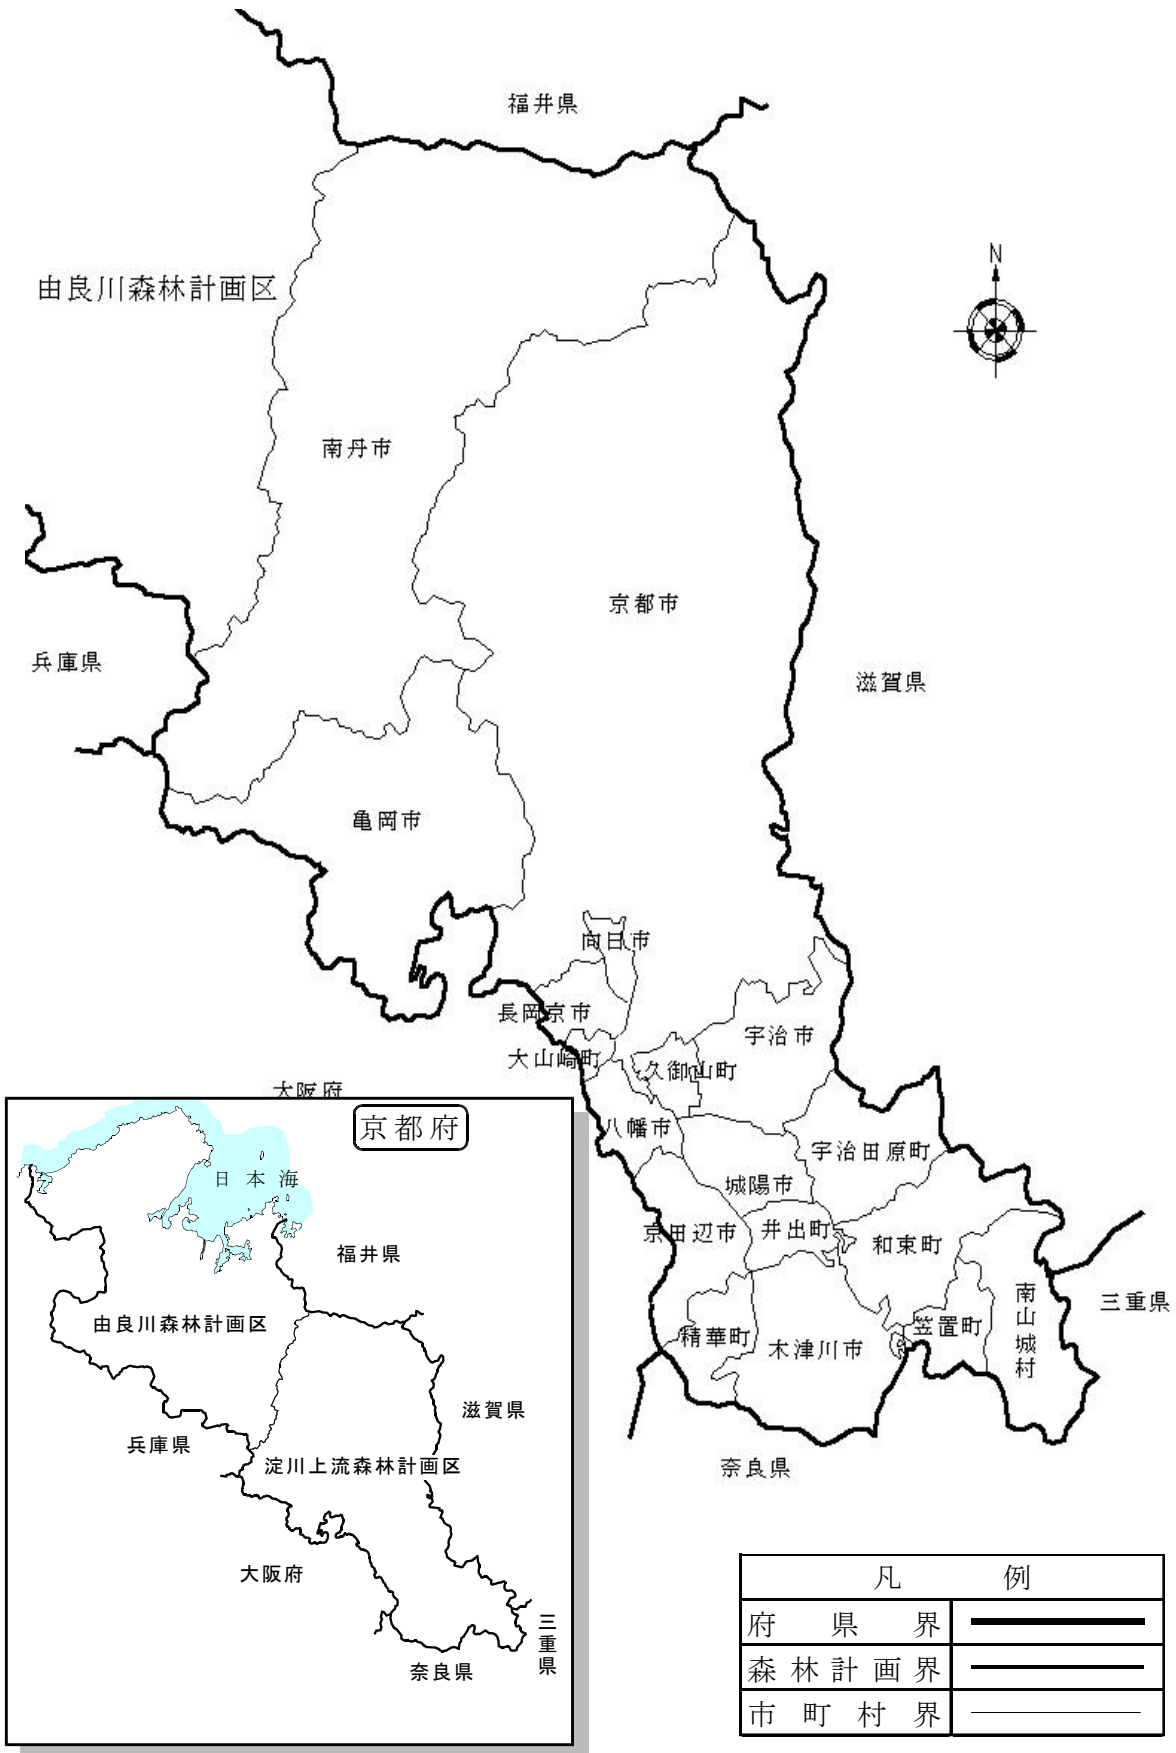 福井県
N
由良川森林計画区
南丹市
京都市
兵庫県
滋賀県
亀岡市
向日市
長岡京市
宇治市
大山崎町
久御山町
大阪府
八幡市
宇治田原町
城陽市
京田辺市
井出町
和束町
南山城村
三重県
精華町
木津川市
笠置町
奈良県
京都府
日本海
福井県
由良川森林計画区
滋賀県
兵庫県
淀川上流森林計画区
大阪府
三重県
奈良県
凡例
府県界
森林計画界
市町村界